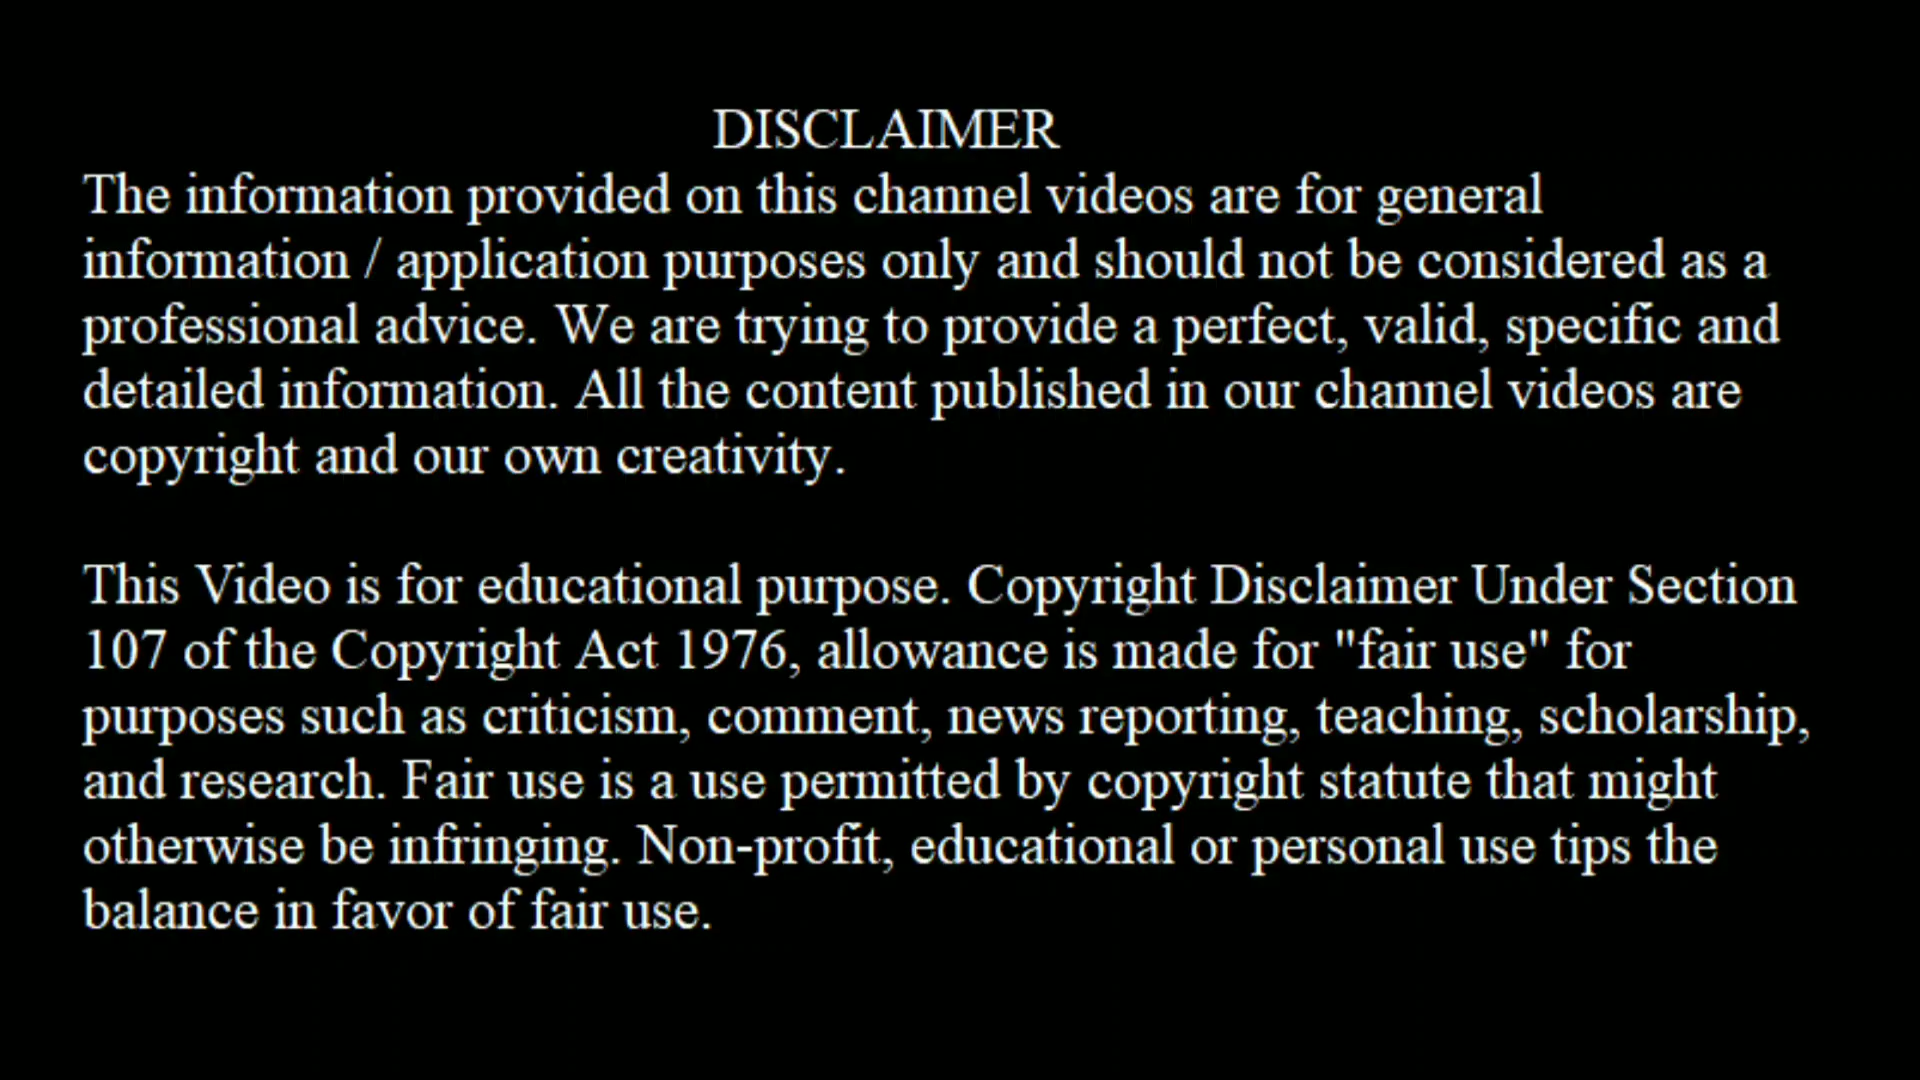 DISCLAIMER
The information provided on this channel videos are for general
information / application purposes only and should not be considered as a
professional advice. We are trying to provide a perfect, valid, specific and
detailed information. All the content published in our channel videos are
copyright and our own creativity.
This Video is for educational purpose. Copyright Disclaimer Under Section
107 of the Copyright Act 1976, allowance is made for "fair use" for
purposes such as criticism, comment, news reporting, teaching, scholarship,
and research. Fair use is a use permitted by copyright statute that might
otherwise be infringing. Non-profit, educational or personal use tips the
balance in favor of fair use.